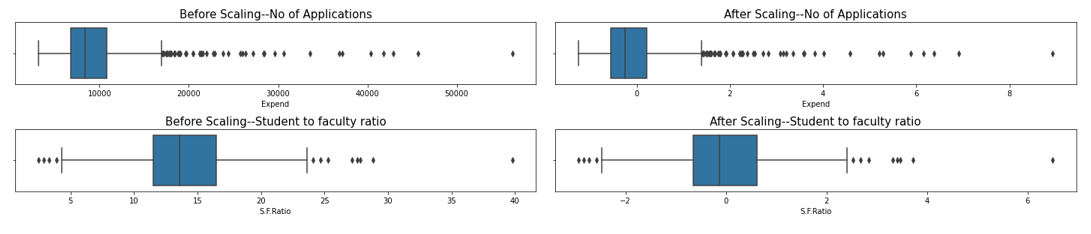 Before Scaling--No of Applications
10000 20000 30000 40000 50000
Expend
After Scaling--No of Applications
0 2 4 6 8
Expend
Before Scaling--Student to faculty ratio
5 10 15 20 25 30 35 40
S.F.Ratio
After Scaling--Student to faculty ratio
−2 0 2 4 6
S.F.Ratio